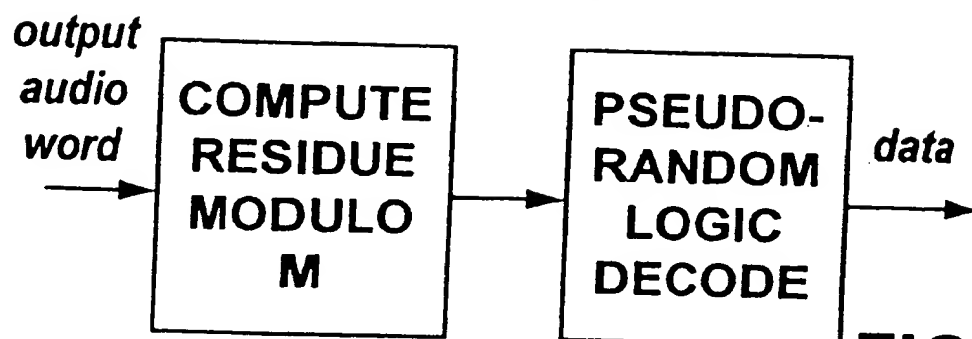 output
audio
word
COMPUTE
RESIDUE
MODULO
M
PSEUDO-
RANDOM
LOGIC
DECODE
data